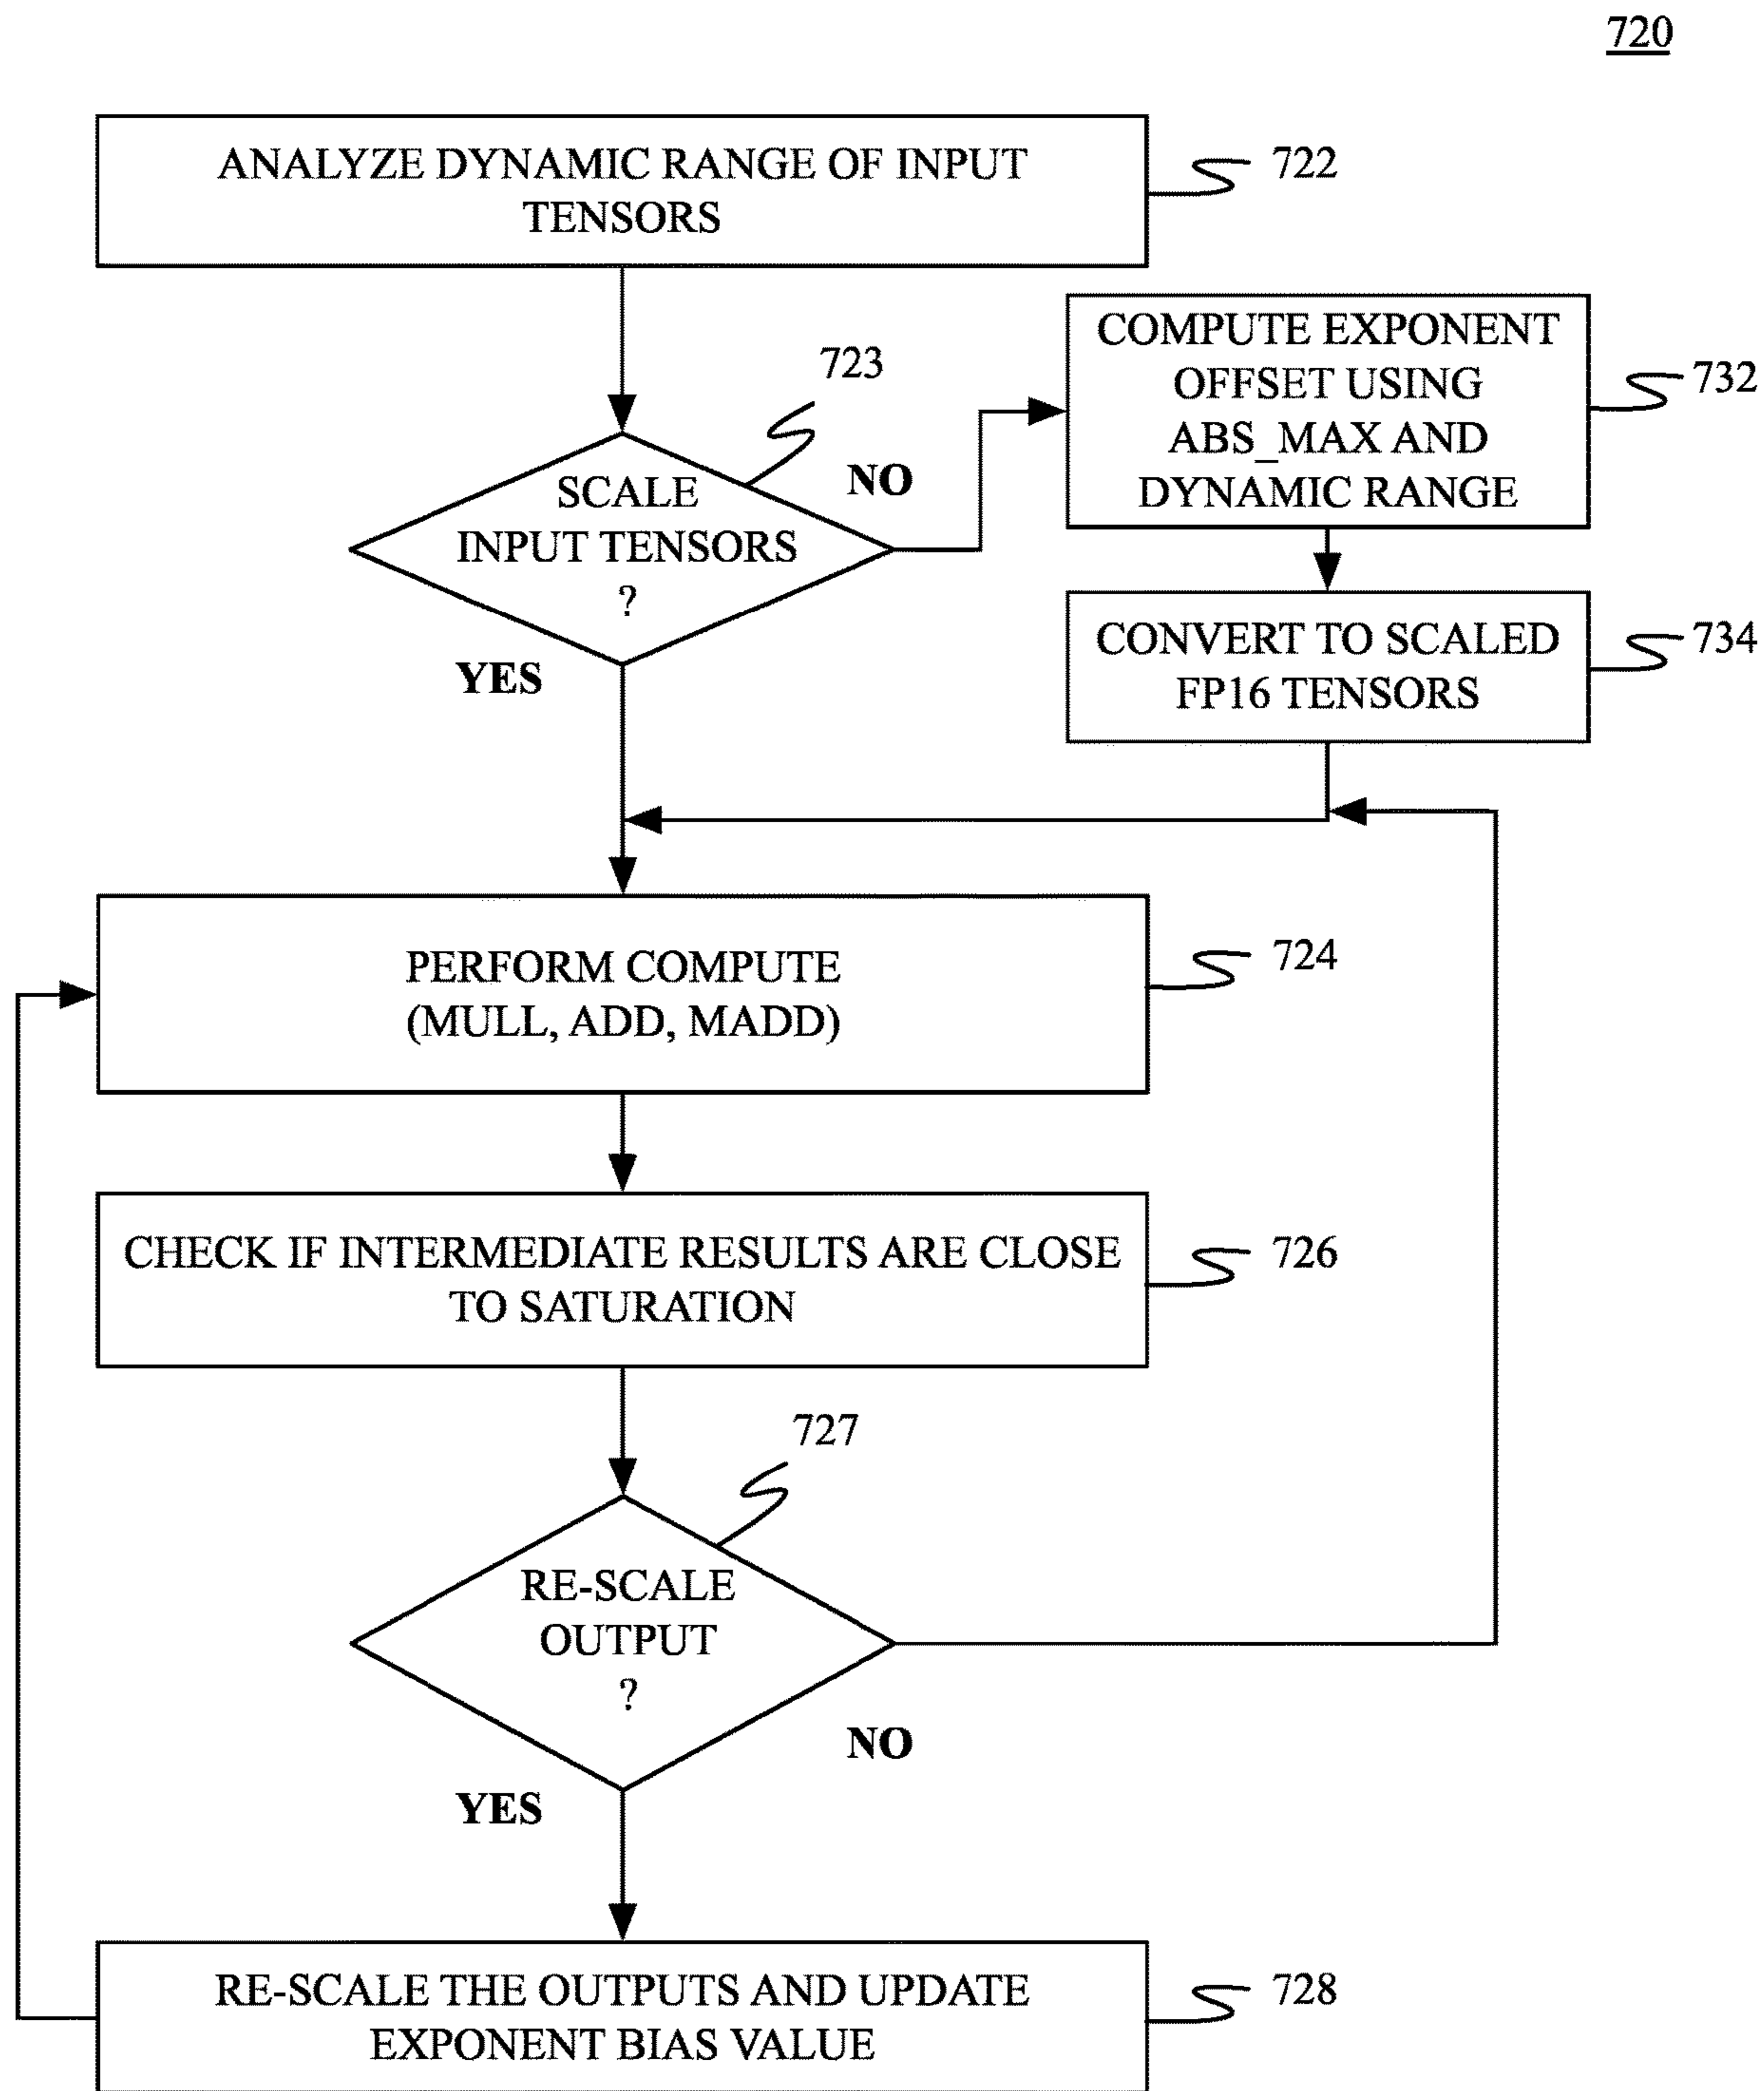 720
ANALYZE DYNAMIC RANGE OF INPUT
TENSORS
722
723
SCALE
INPUT TENSORS
?
NO
YES
COMPUTE EXPONENT
OFFSET USING
ABS_MAX AND
DYNAMIC RANGE
732
CONVERT TO SCALED
FP16 TENSORS
734
PERFORM COMPUTE
(MULL, ADD, MADD)
724
CHECK IF INTERMEDIATE RESULTS ARE CLOSE
TO SATURATION
726
727
RE-SCALE
OUTPUT
?
NO
YES
RE-SCALE THE OUTPUTS AND UPDATE
EXPONENT BIAS VALUE
728